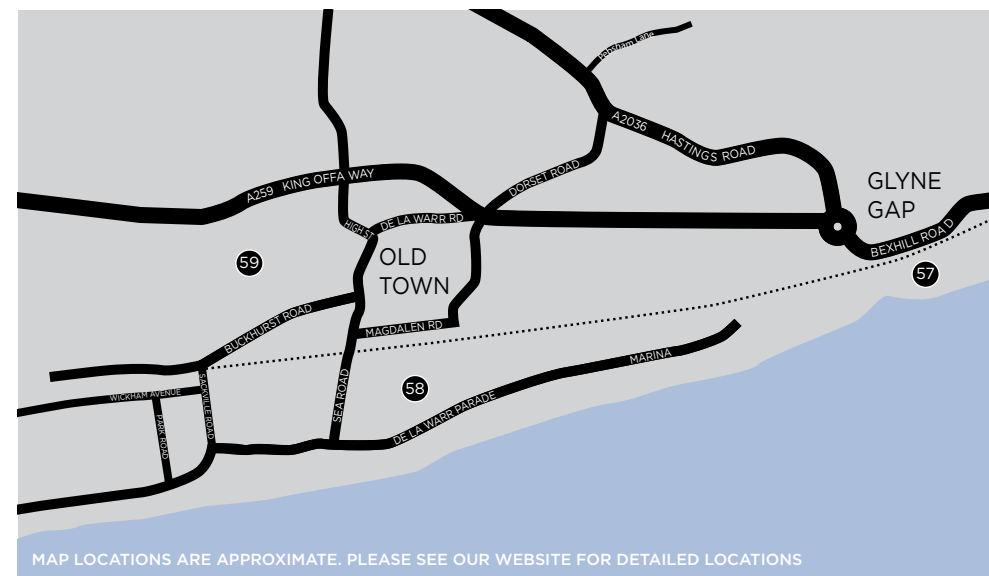 Pebsham Lane
A2036 HASTINGS ROAD
A259 KING OFFA WAY
DORSET ROAD
GLYNE
GAP
HIGH ST
DE LA WARR RD
BEXHILL ROAD
OLD
TOWN
59
57
BUCKHURST ROAD
MAGDALEN RD
MARINA
WICKHAM AVENUE
SACKVILLE ROAD
PARK ROAD
SEA ROAD
58
DE LA WARR PARADE
MAP LOCATIONS ARE APPROXIMATE. PLEASE SEE OUR WEBSITE FOR DETAILED LOCATIONS